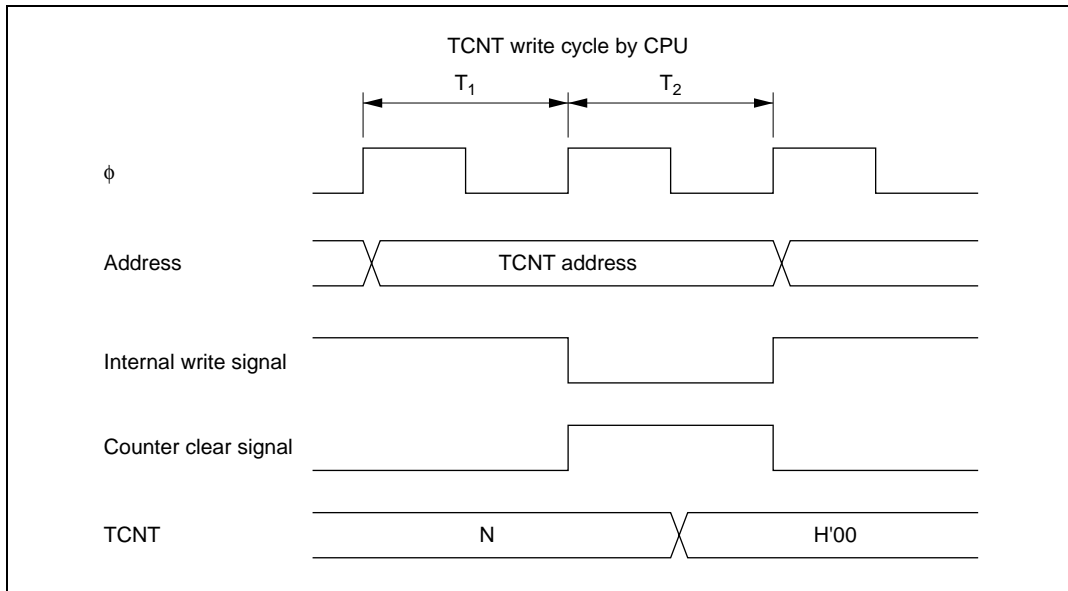 TCNT write cycle by CPU
T1 T2
ϕ
Address TCNT address
Internal write signal
Counter clear signal
TCNT N H'00